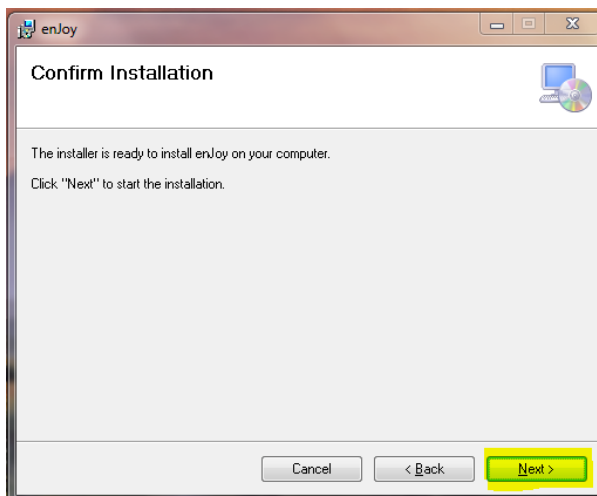 enJoy
Confirm Installation
The installer is ready to install enJoy on your computer.
Click "Next" to start the installation.
Cancel
< Back
Next >